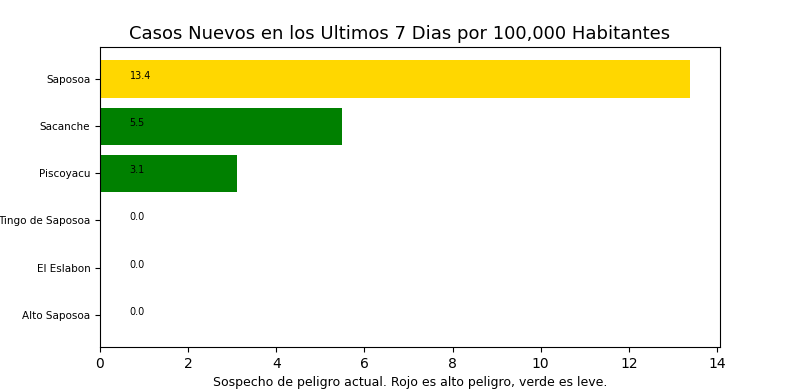 Casos Nuevos en los Ultimos 7 Dias por 100,000 Habitantes
Saposoa 13.4
Sacanche 5.5
Piscoyacu 3.1
Tingo de Saposoa 0.0
El Eslabon 0.0
Alto Saposoa 0.0
0 2 4 6 8 10 12 14
Sospecho de peligro actual. Rojo es alto peligro, verde es leve.